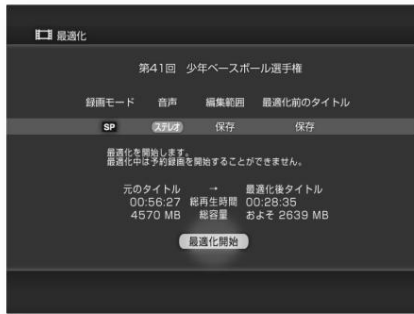 最適化
第41回 少年ベースボール選手権
録画モード 音声 編集範囲 最適化前のタイトル
SP ステレオ 保存 保存
最適化を開始します。
最適化中は予約録画を開始することができません。
元のタイトル → 最適化後タイトル
00:56:27 総再生時間 00:28:35
4570 MB 総容量 およそ 2639 MB
最適化開始